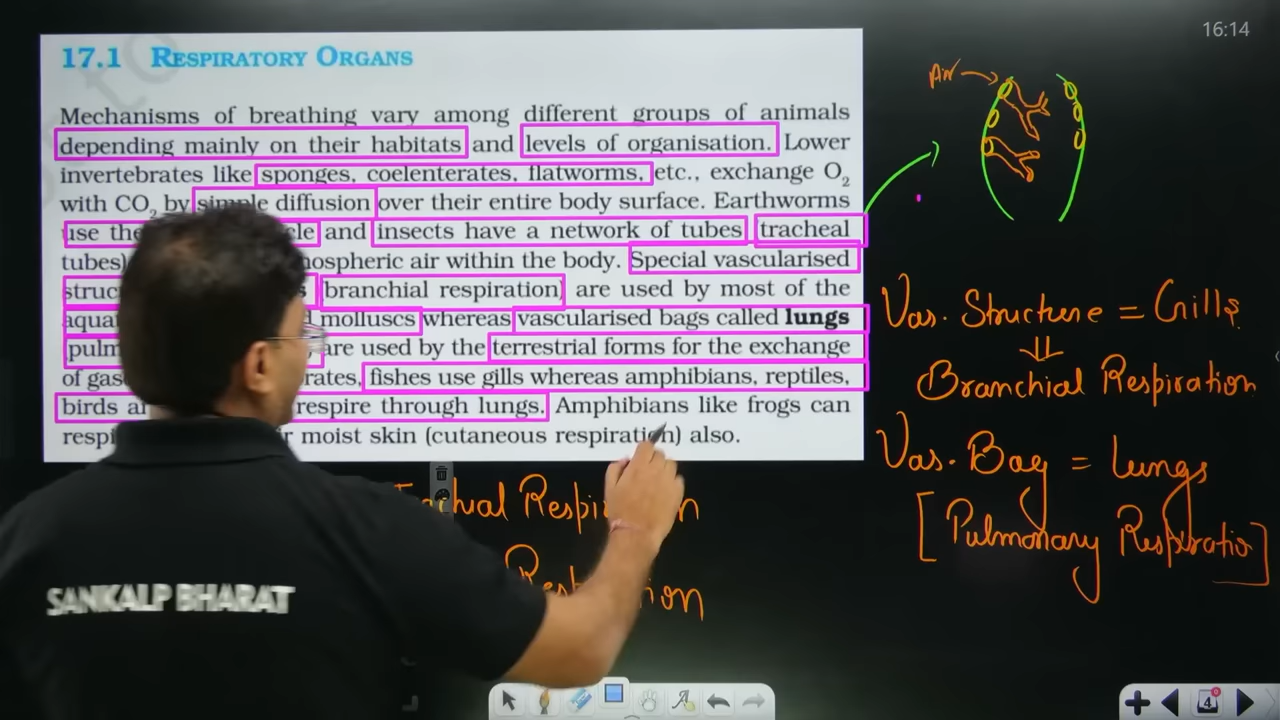 16:14
17.1 RESPIRATORY ORGANS
Mechanisms of breathing vary among different groups of animals
depending mainly on their habitats and levels of organisation. Lower
invertebrates like sponges, coelenterates, flatworms, etc., exchange O2
with CO2 by simple diffusion over their entire body surface. Earthworms
use the cle and insects have a network of tubes (tracheal
tubes) ospheric air within the body. Special vascularised
struc (branchial respiration) are used by most of the
aqua molluscs whereas vascularised bags called lungs
(pulm are used by the terrestrial forms for the exchange
of gas rates, fishes use gills whereas amphibians, reptiles,
birds a respire through lungs. Amphibians like frogs can
respi r moist skin (cutaneous respiration) also.
Air
Vas. Structure = Gills
Branchial Respiration
Vas. Bag = Lungs
[Pulmonary Respiratio]
SANKALP BHARAT
4